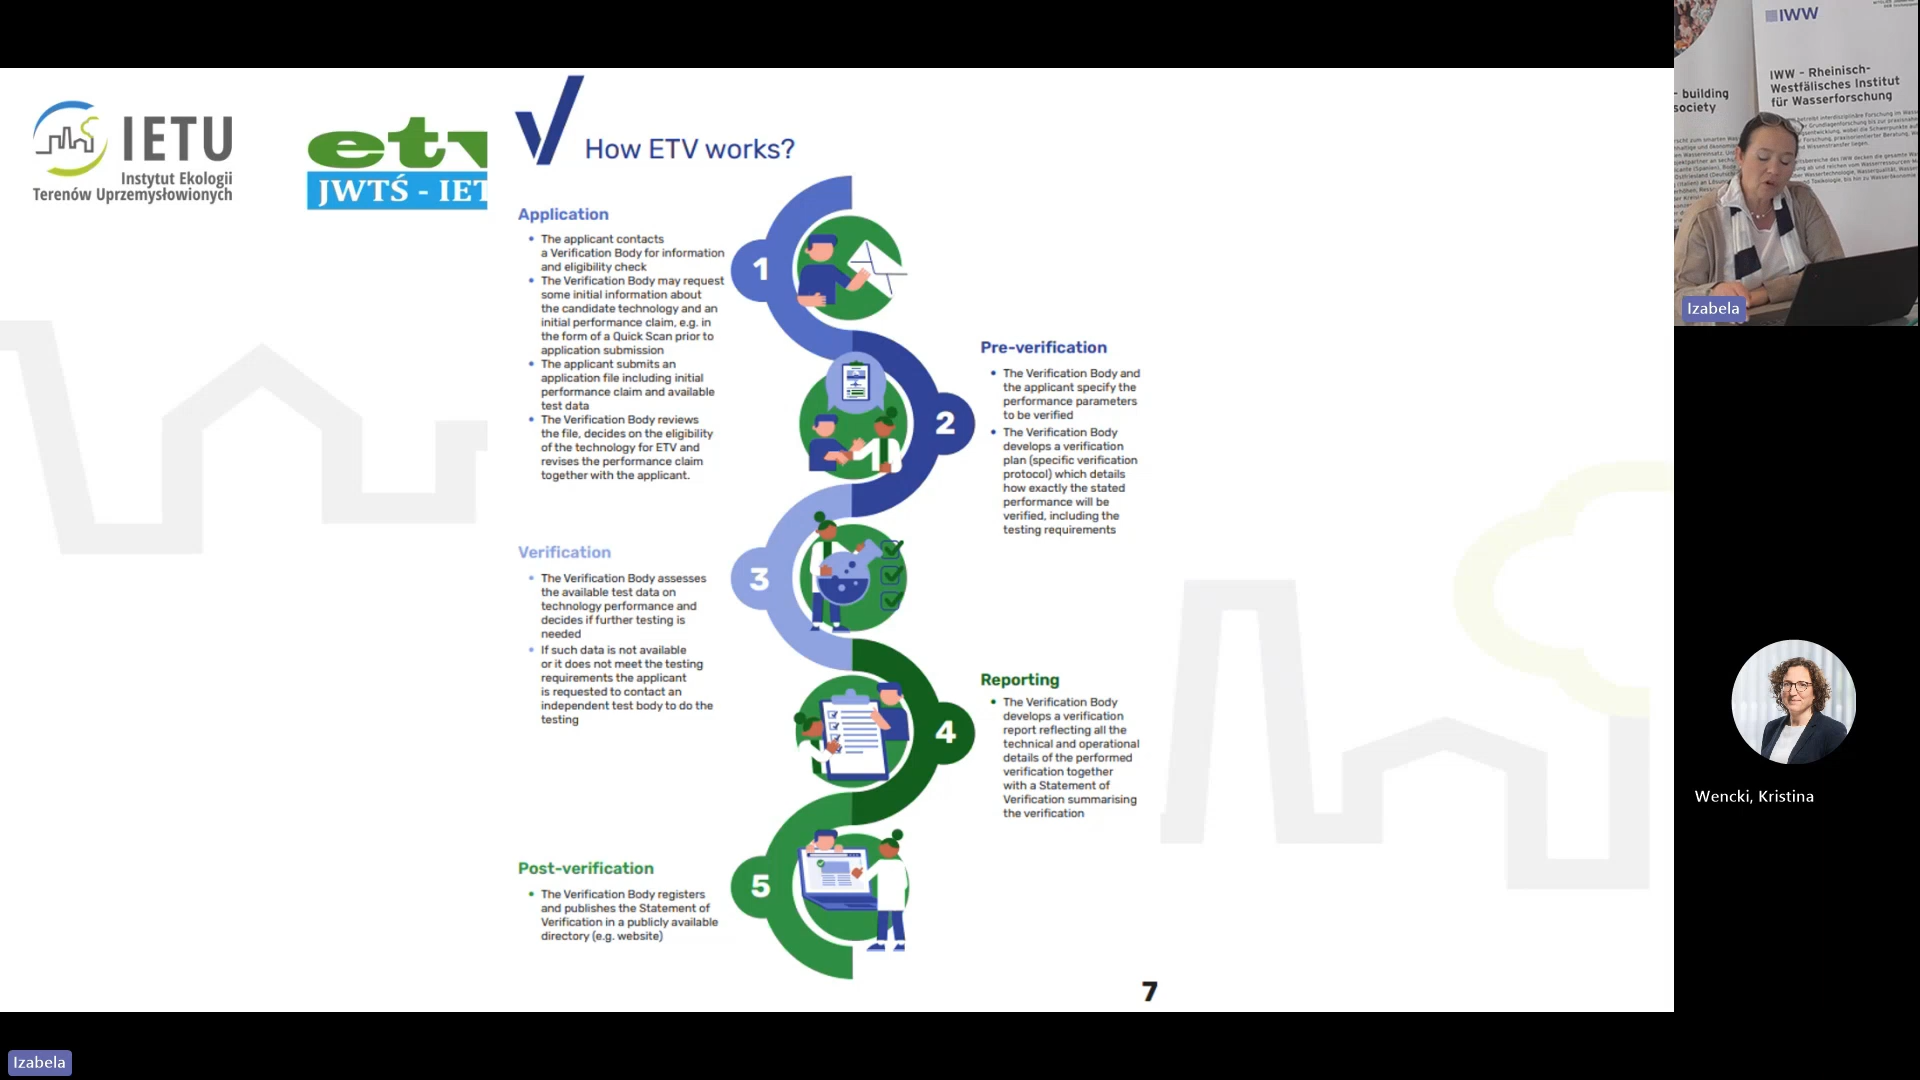 IETU
Instytut Ekologii
Terenów Uprzemysłowionych
etv
JWTŚ - IET
How ETV works?
Application
• The applicant contacts
a Verification Body for information
and eligibility check
• The Verification Body may request
some initial information about
the candidate technology and an
initial performance claim, e.g. in
the form of a Quick Scan prior to
application submission
• The applicant submits an
application file including initial
performance claim and available
test data
• The Verification Body reviews
the file, decides on the eligibility
of the technology for ETV and
revises the performance claim
together with the applicant.
1
Pre-verification
• The Verification Body and
the applicant specify the
performance parameters
to be verified
• The Verification Body
develops a verification
plan (specific verification
protocol) which details
how exactly the stated
performance will be
verified, including the
testing requirements
2
Verification
• The Verification Body assesses
the available test data on
technology performance and
decides if further testing is
needed
• If such data is not available
or it does not meet the testing
requirements the applicant
is requested to contact an
independent test body to do the
testing
3
Reporting
• The Verification Body
develops a verification
report reflecting all the
technical and operational
details of the performed
verification together
with a Statement of
Verification summarising
the verification
4
Post-verification
• The Verification Body registers
and publishes the Statement of
Verification in a publicly available
directory (e.g. website)
5
7
IWW
IWW - Rheinisch-
Westfälisches Institut
für Wasserforschung
- building
society
Izabela
Wencki, Kristina
Izabela